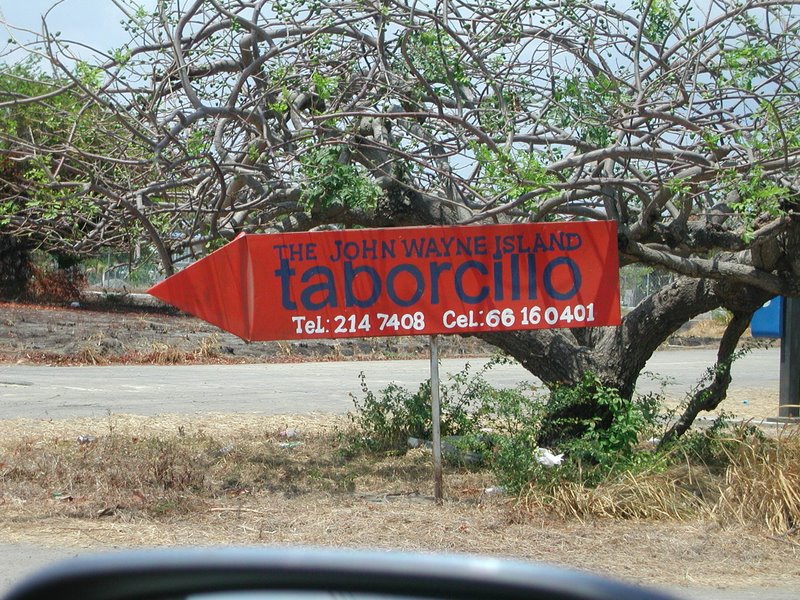 THE JOHN WAYNE ISLAND
taborcillo
Tel: 214 7408 Cel: 66 16 0401